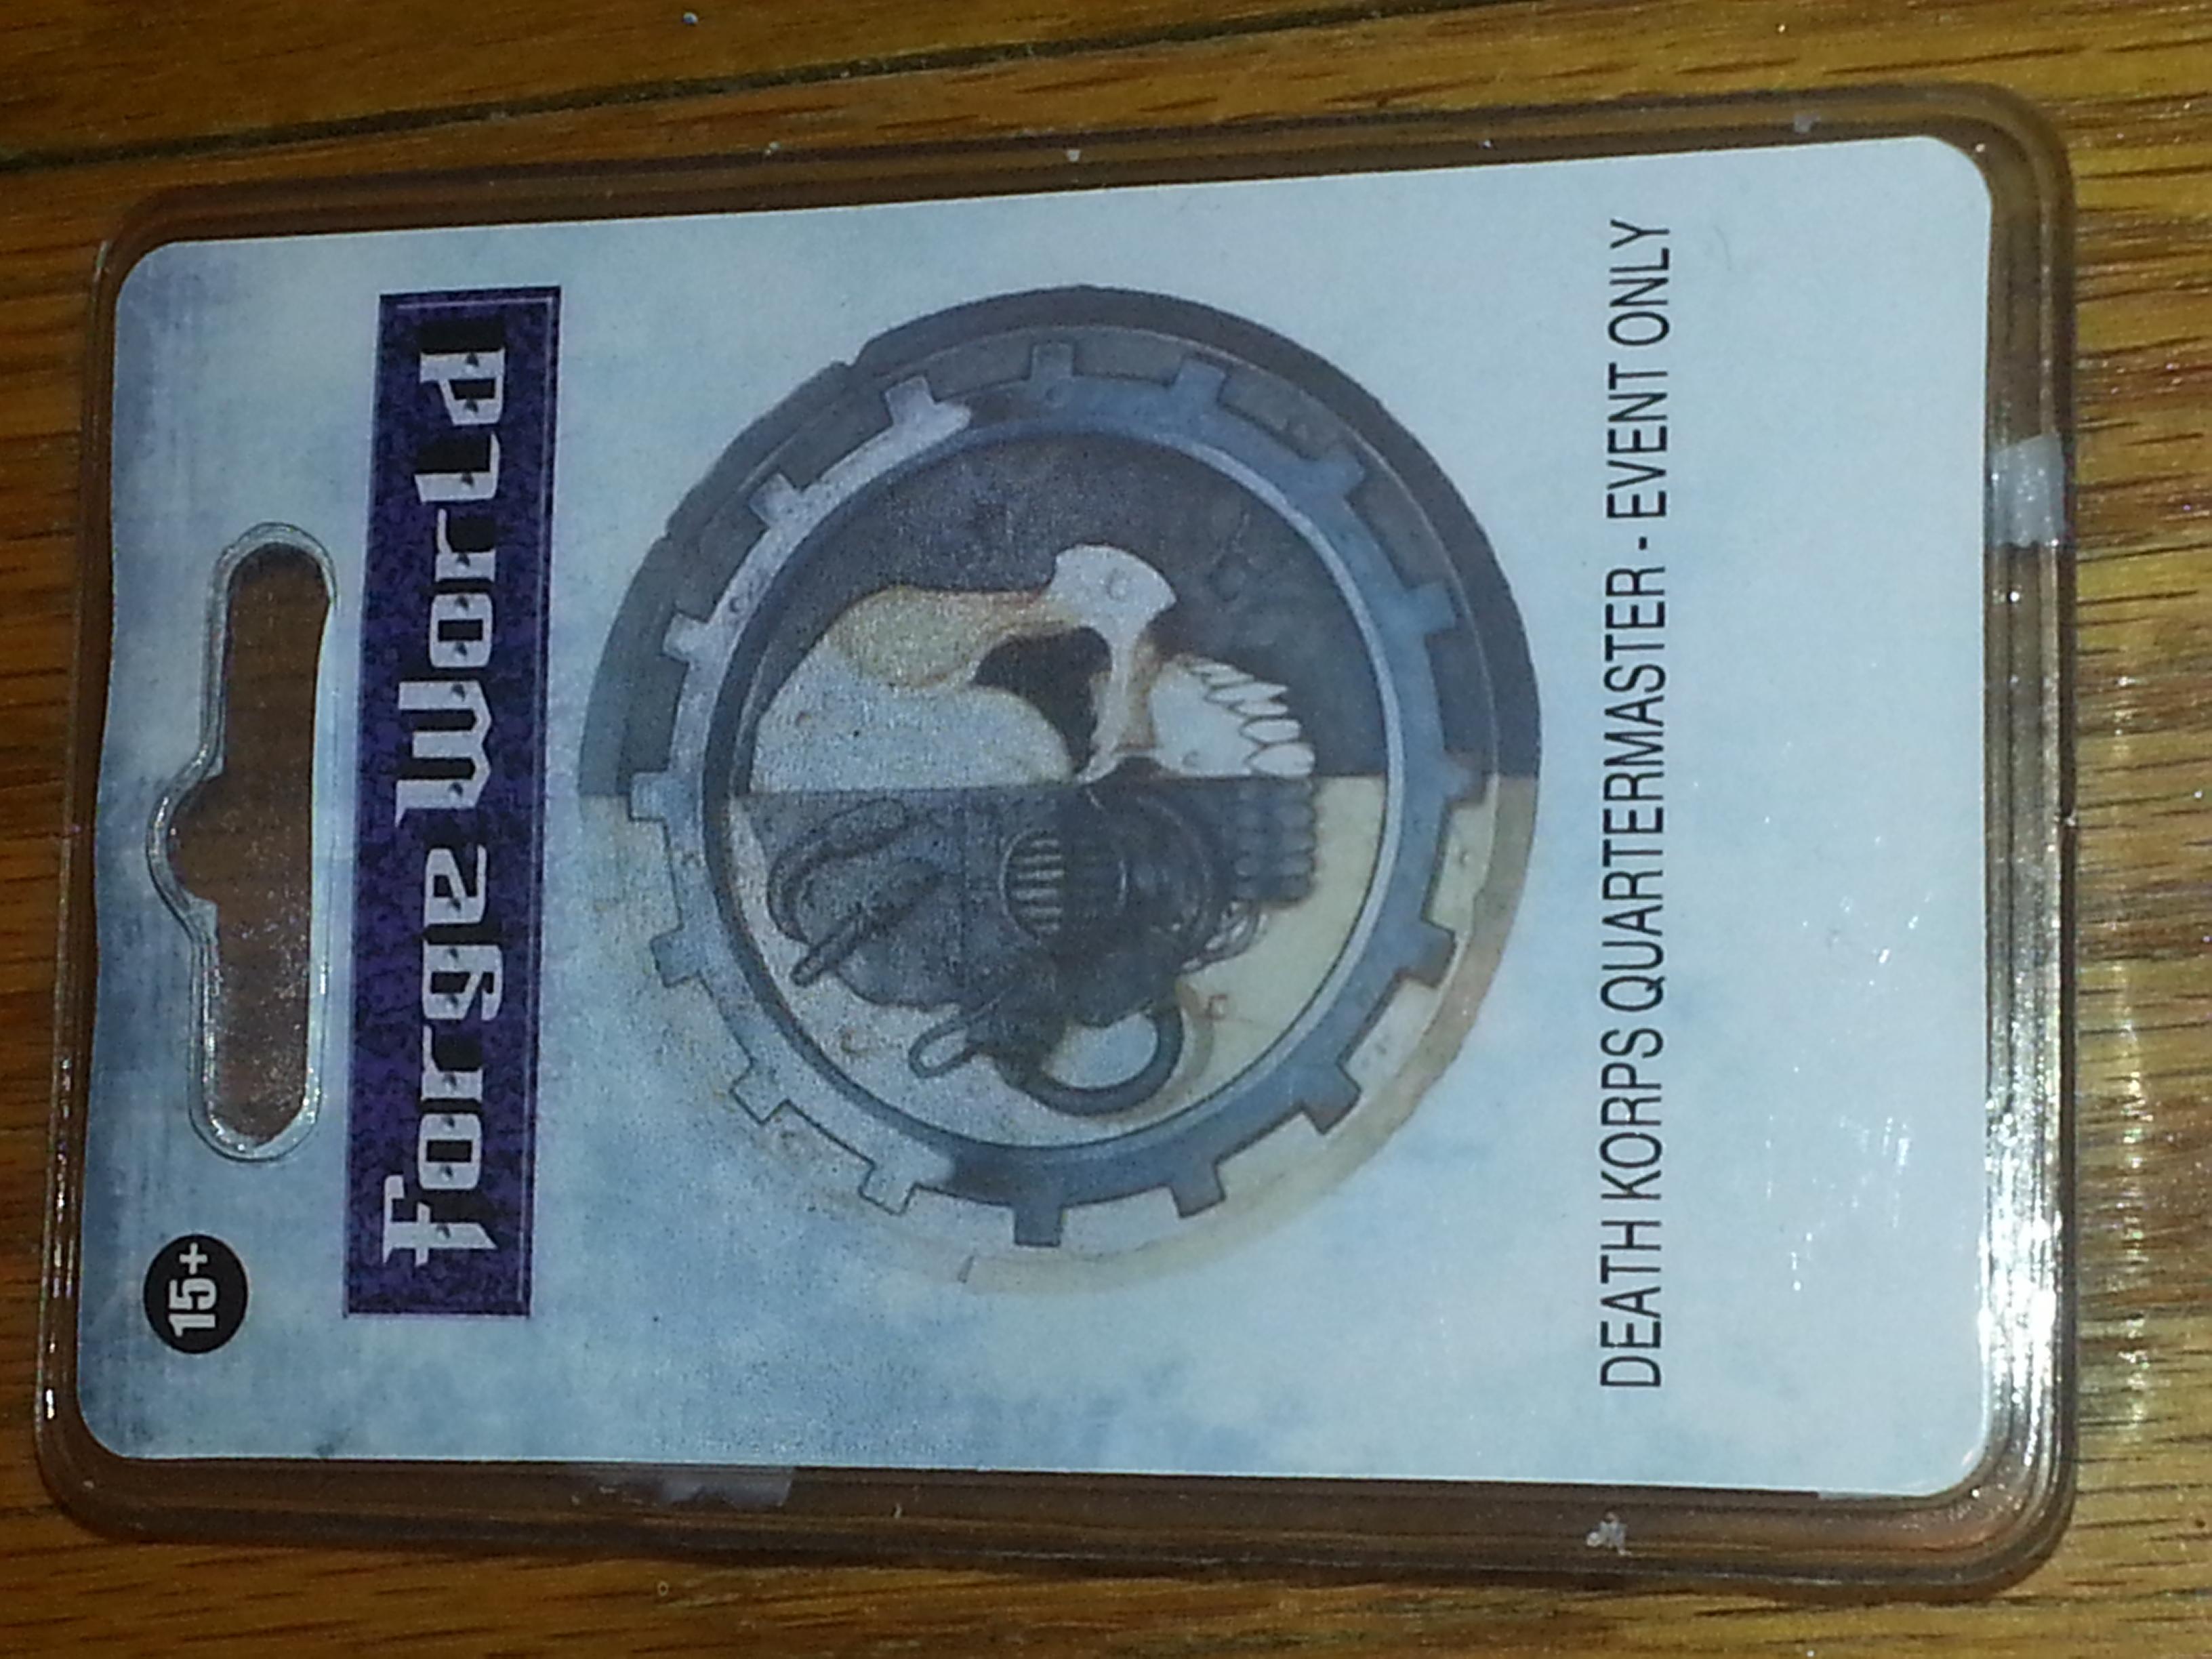 15+
Forge World
DEATH KORPS QUARTERMASTER - EVENT ONLY